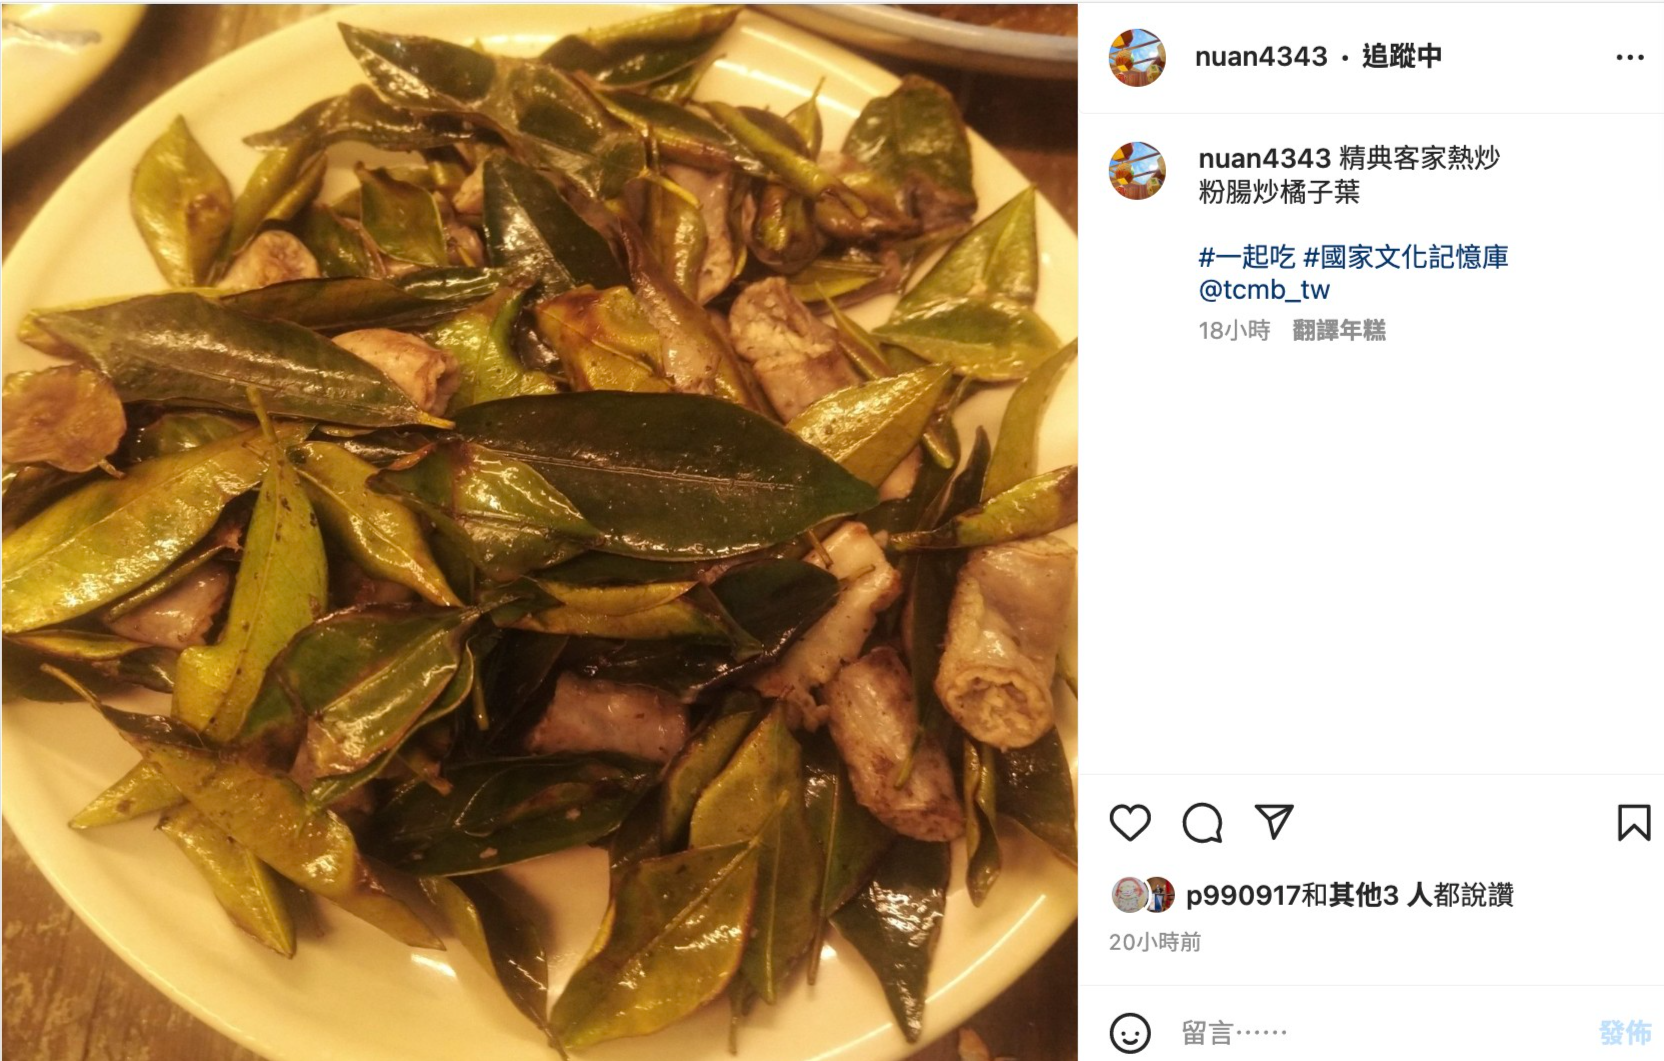 nuan4343 • 追蹤中
nuan4343 精典客家熱炒
粉腸炒橘子葉
#一起吃 #國家文化記憶庫
@tcmb_tw
18小時 翻譯年糕
p990917和其他3 人都說讚
20小時前
留言……
發佈